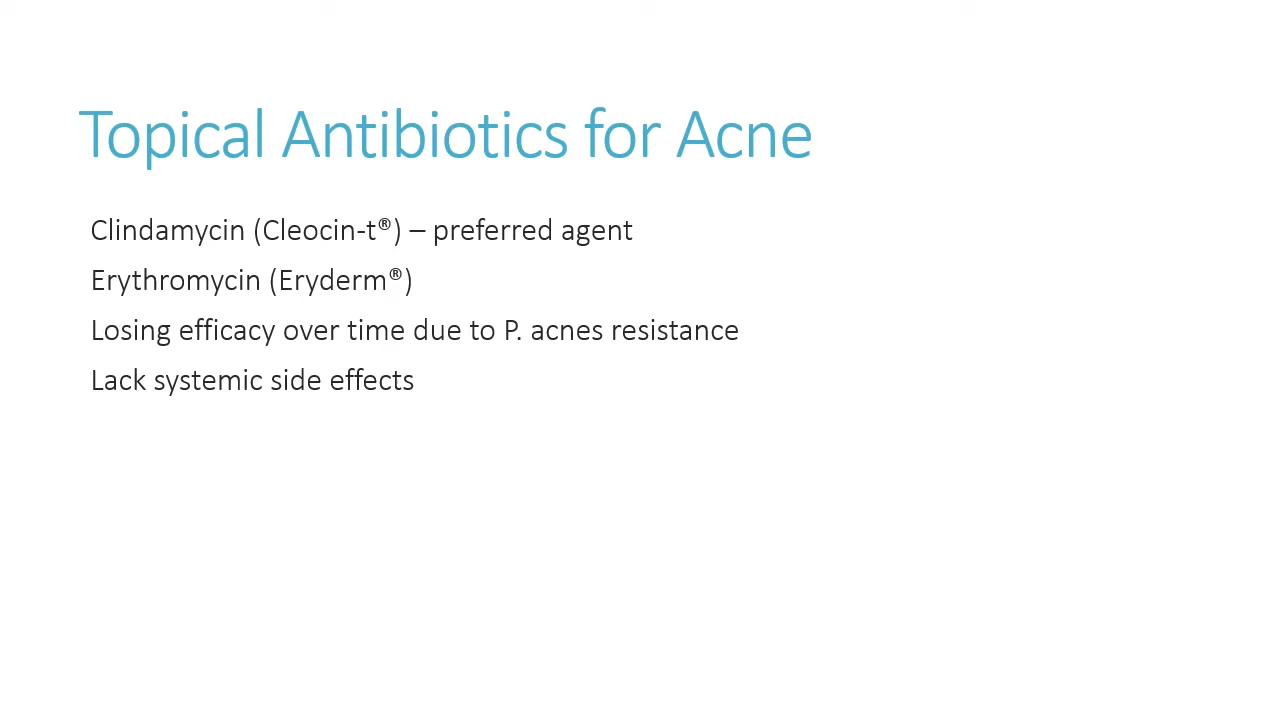 Topical Antibiotics for Acne
Clindamycin (Cleocin-t®) – preferred agent
Erythromycin (Eryderm®)
Losing efficacy over time due to P. acnes resistance
Lack systemic side effects